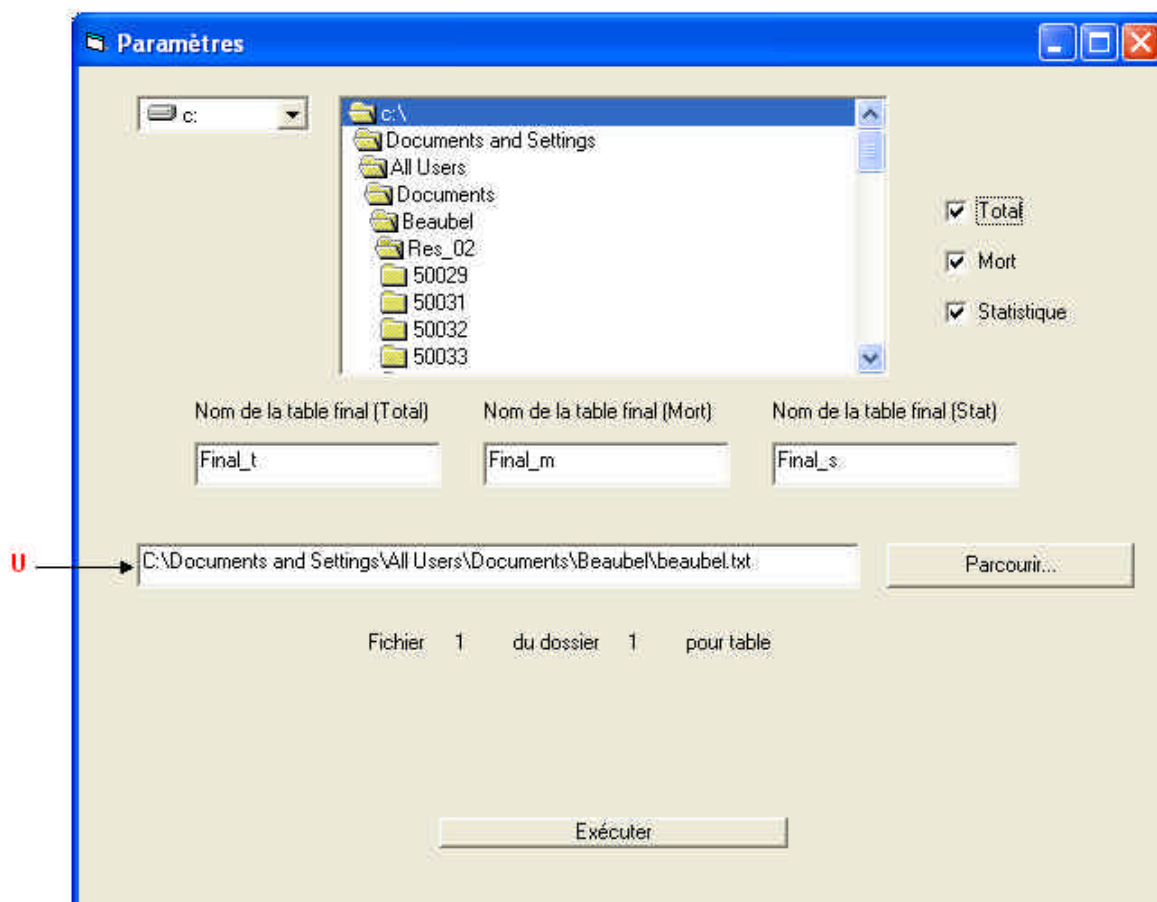 Paramètres
c:
c:\
Documents and Settings
All Users
Documents
Beaubel
Res_02
50029
50031
50032
50033
Total
Mort
Statistique
Nom de la table final (Total)
Nom de la table final (Mort)
Nom de la table final (Stat)
Final_t
Final_m
Final_s
U
C:\Documents and Settings\All Users\Documents\Beaubel\beaubel.txt
Parcourir...
Fichier 1 du dossier 1 pour table
Exécuter